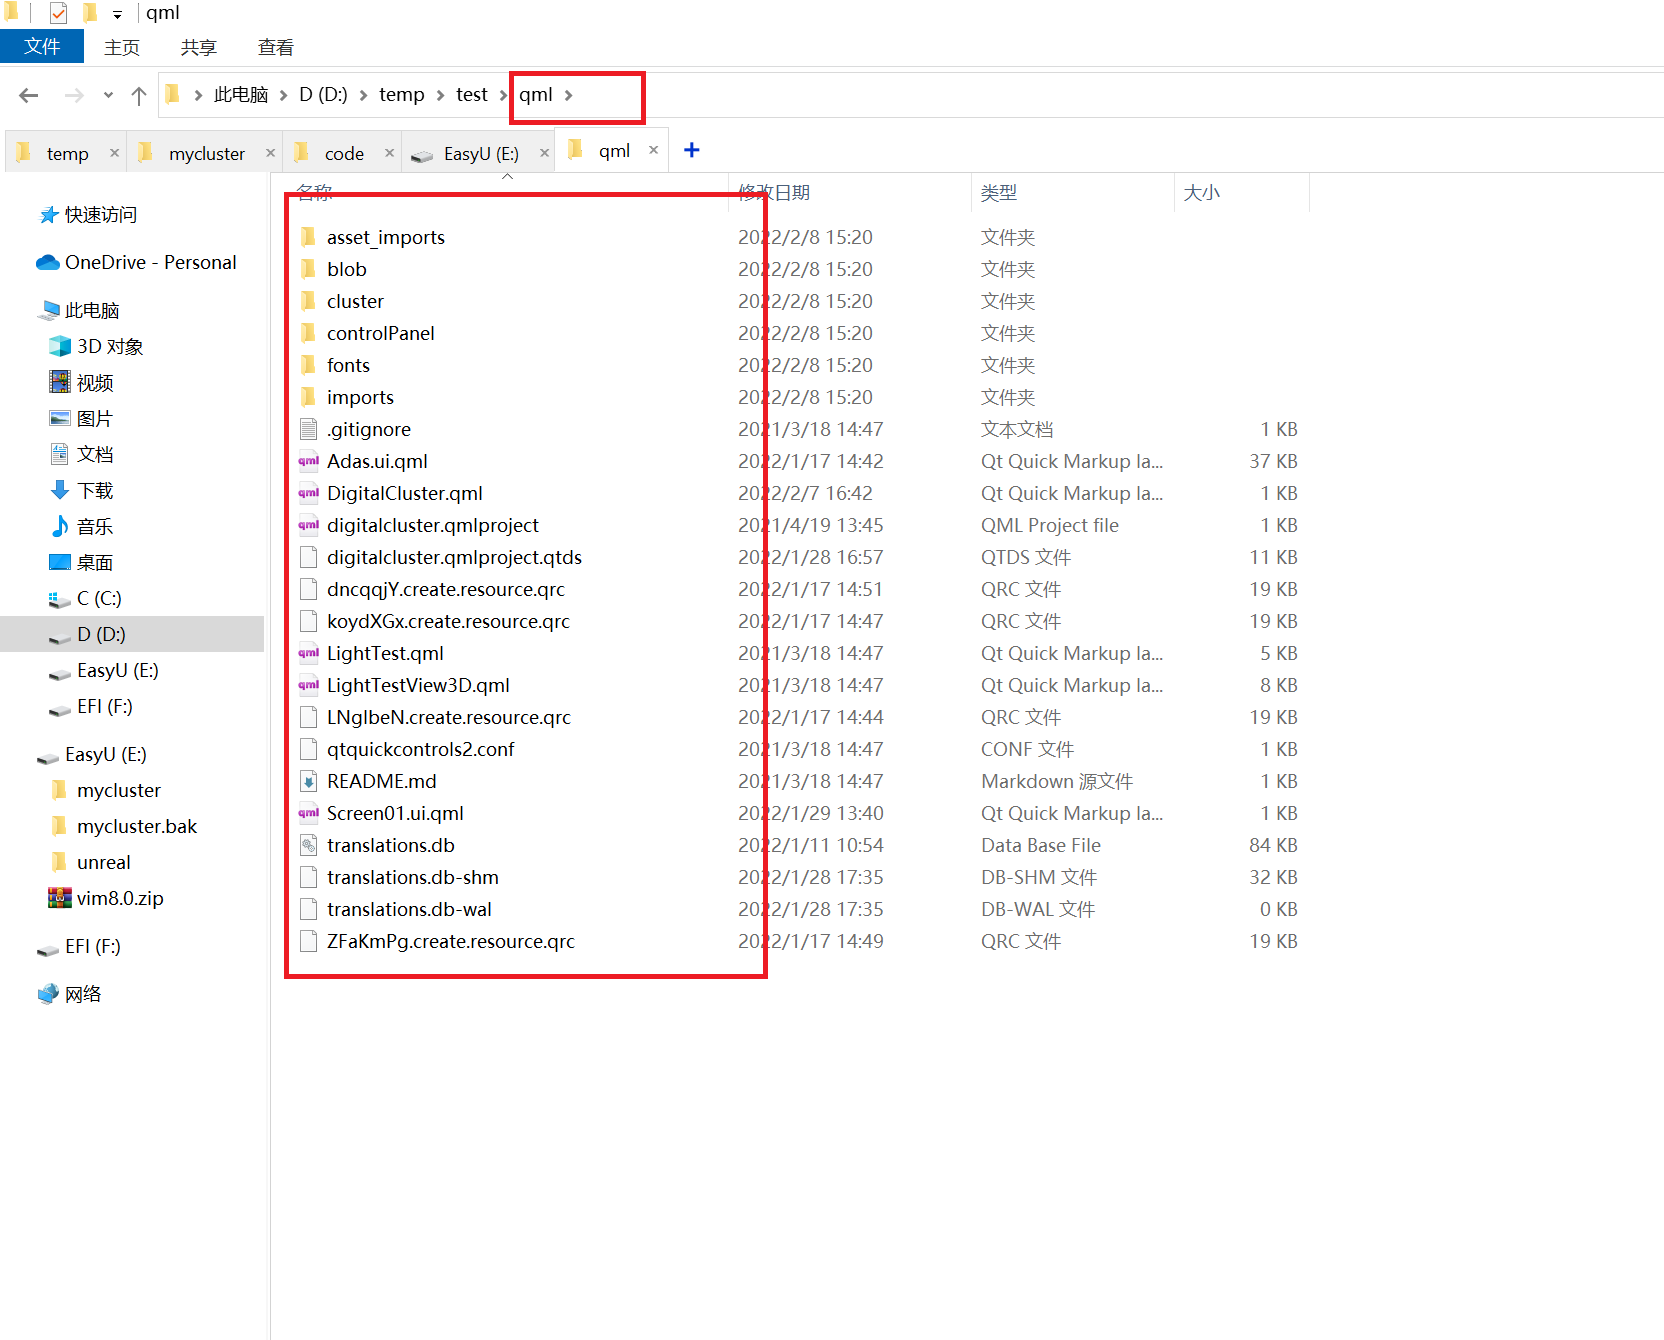 qml
文件 主页 共享 查看
此电脑 D (D:) temp test qml
temp mycluster code EasyU (E:) qml
名称 修改日期 类型 大小
快速访问
OneDrive - Personal
此电脑
3D 对象
视频
图片
文档
下载
音乐
桌面
C (C:)
D (D:)
EasyU (E:)
EFI (F:)
EasyU (E:)
mycluster
mycluster.bak
unreal
vim8.0.zip
EFI (F:)
网络
asset_imports 2022/2/8 15:20 文件夹
blob 2022/2/8 15:20 文件夹
cluster 2022/2/8 15:20 文件夹
controlPanel 2022/2/8 15:20 文件夹
fonts 2022/2/8 15:20 文件夹
imports 2022/2/8 15:20 文件夹
.gitignore 2021/3/18 14:47 文本文档 1 KB
qml Adas.ui.qml 2022/1/17 14:42 Qt Quick Markup la... 37 KB
qml DigitalCluster.qml 2022/2/7 16:42 Qt Quick Markup la... 1 KB
qml digitalcluster.qmlproject 2021/4/19 13:45 QML Project file 1 KB
digitalcluster.qmlproject.qtds 2022/1/28 16:57 QTDS 文件 11 KB
dncqqjY.create.resource.qrc 2022/1/17 14:51 QRC 文件 19 KB
koydXGx.create.resource.qrc 2022/1/17 14:47 QRC 文件 19 KB
qml LightTest.qml 2021/3/18 14:47 Qt Quick Markup la... 5 KB
qml LightTestView3D.qml 2021/3/18 14:47 Qt Quick Markup la... 8 KB
LNglbeN.create.resource.qrc 2022/1/17 14:44 QRC 文件 19 KB
qtquickcontrols2.conf 2021/3/18 14:47 CONF 文件 1 KB
README.md 2021/3/18 14:47 Markdown 源文件 1 KB
qml Screen01.ui.qml 2022/1/29 13:40 Qt Quick Markup la... 1 KB
translations.db 2022/1/11 10:54 Data Base File 84 KB
translations.db-shm 2022/1/28 17:35 DB-SHM 文件 32 KB
translations.db-wal 2022/1/28 17:35 DB-WAL 文件 0 KB
ZFaKmPg.create.resource.qrc 2022/1/17 14:49 QRC 文件 19 KB